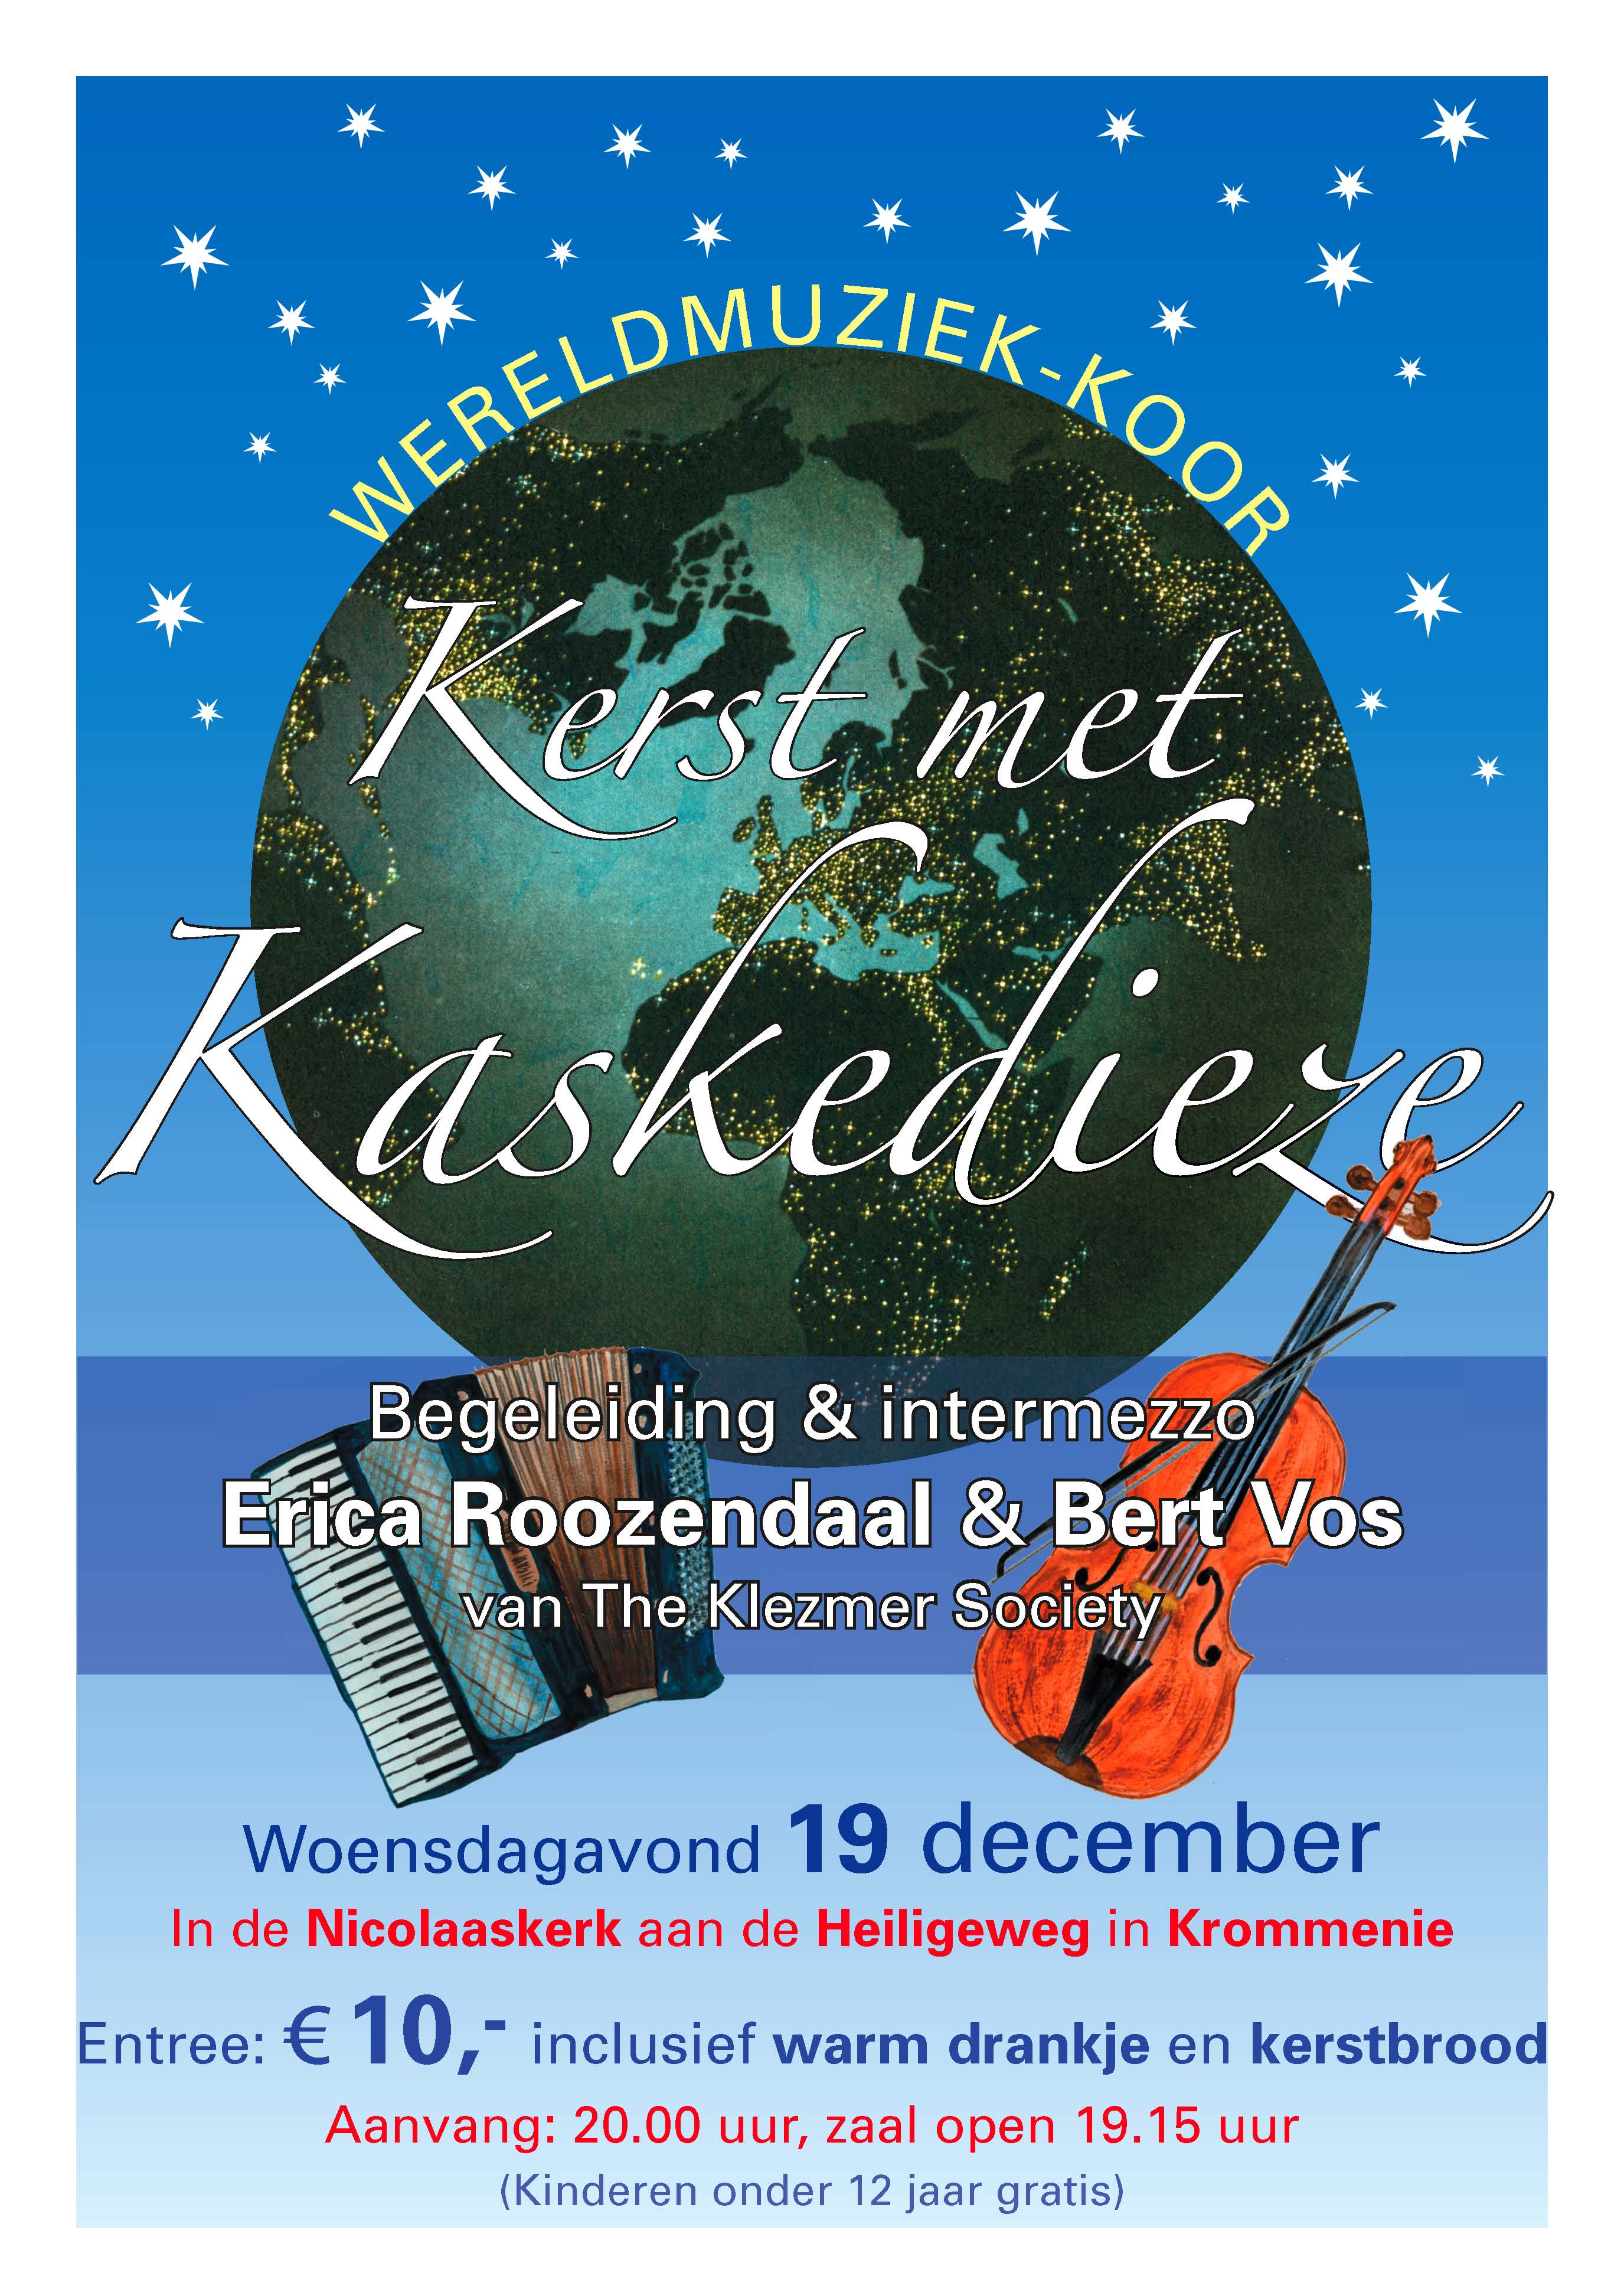 WERELDMUZIEK-KOOR
Kerst met
Kaskedieze
Begeleiding & intermezzo
Erica Roozendaal & Bert Vos
van The Klezmer Society
Woensdagavond 19 december
In de Nicolaaskerk aan de Heiligeweg in Krommenie
Entree: € 10,- inclusief warm drankje en kerstbrood
Aanvang: 20.00 uur, zaal open 19.15 uur
(Kinderen onder 12 jaar gratis)